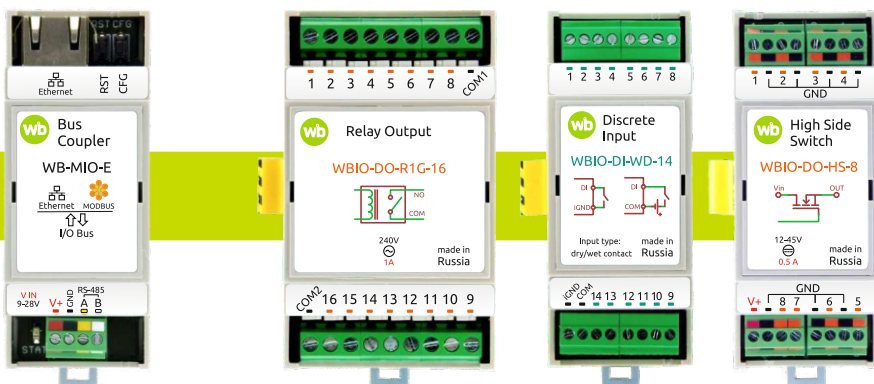 RST CFG
Ethernet
RST
CFG
wb
Bus
Coupler
WB-MIO-E
Ethernet MODBUS
I/O Bus
V IN
9-28V
V+
GND
RS-485
A B
STAT
1 2 3 4 5 6 7 8 COM1
wb
Relay Output
WBIO-DO-R1G-16
NO
COM
240V
1A
made in
Russia
COM2 16 15 14 13 12 11 10 9
1 2 3 4 5 6 7 8
wb
Discrete
Input
WBIO-DI-WD-14
DI
iGND
DI
COM
Input type:
dry/wet contact
made in
Russia
iGND COM 14 13 12 11 10 9
1 2 3 4
GND
wb
High Side
Switch
WBIO-DO-HS-8
Vin OUT
12-45V
0.5 A
made in
Russia
GND
V+ 8 7 6 5